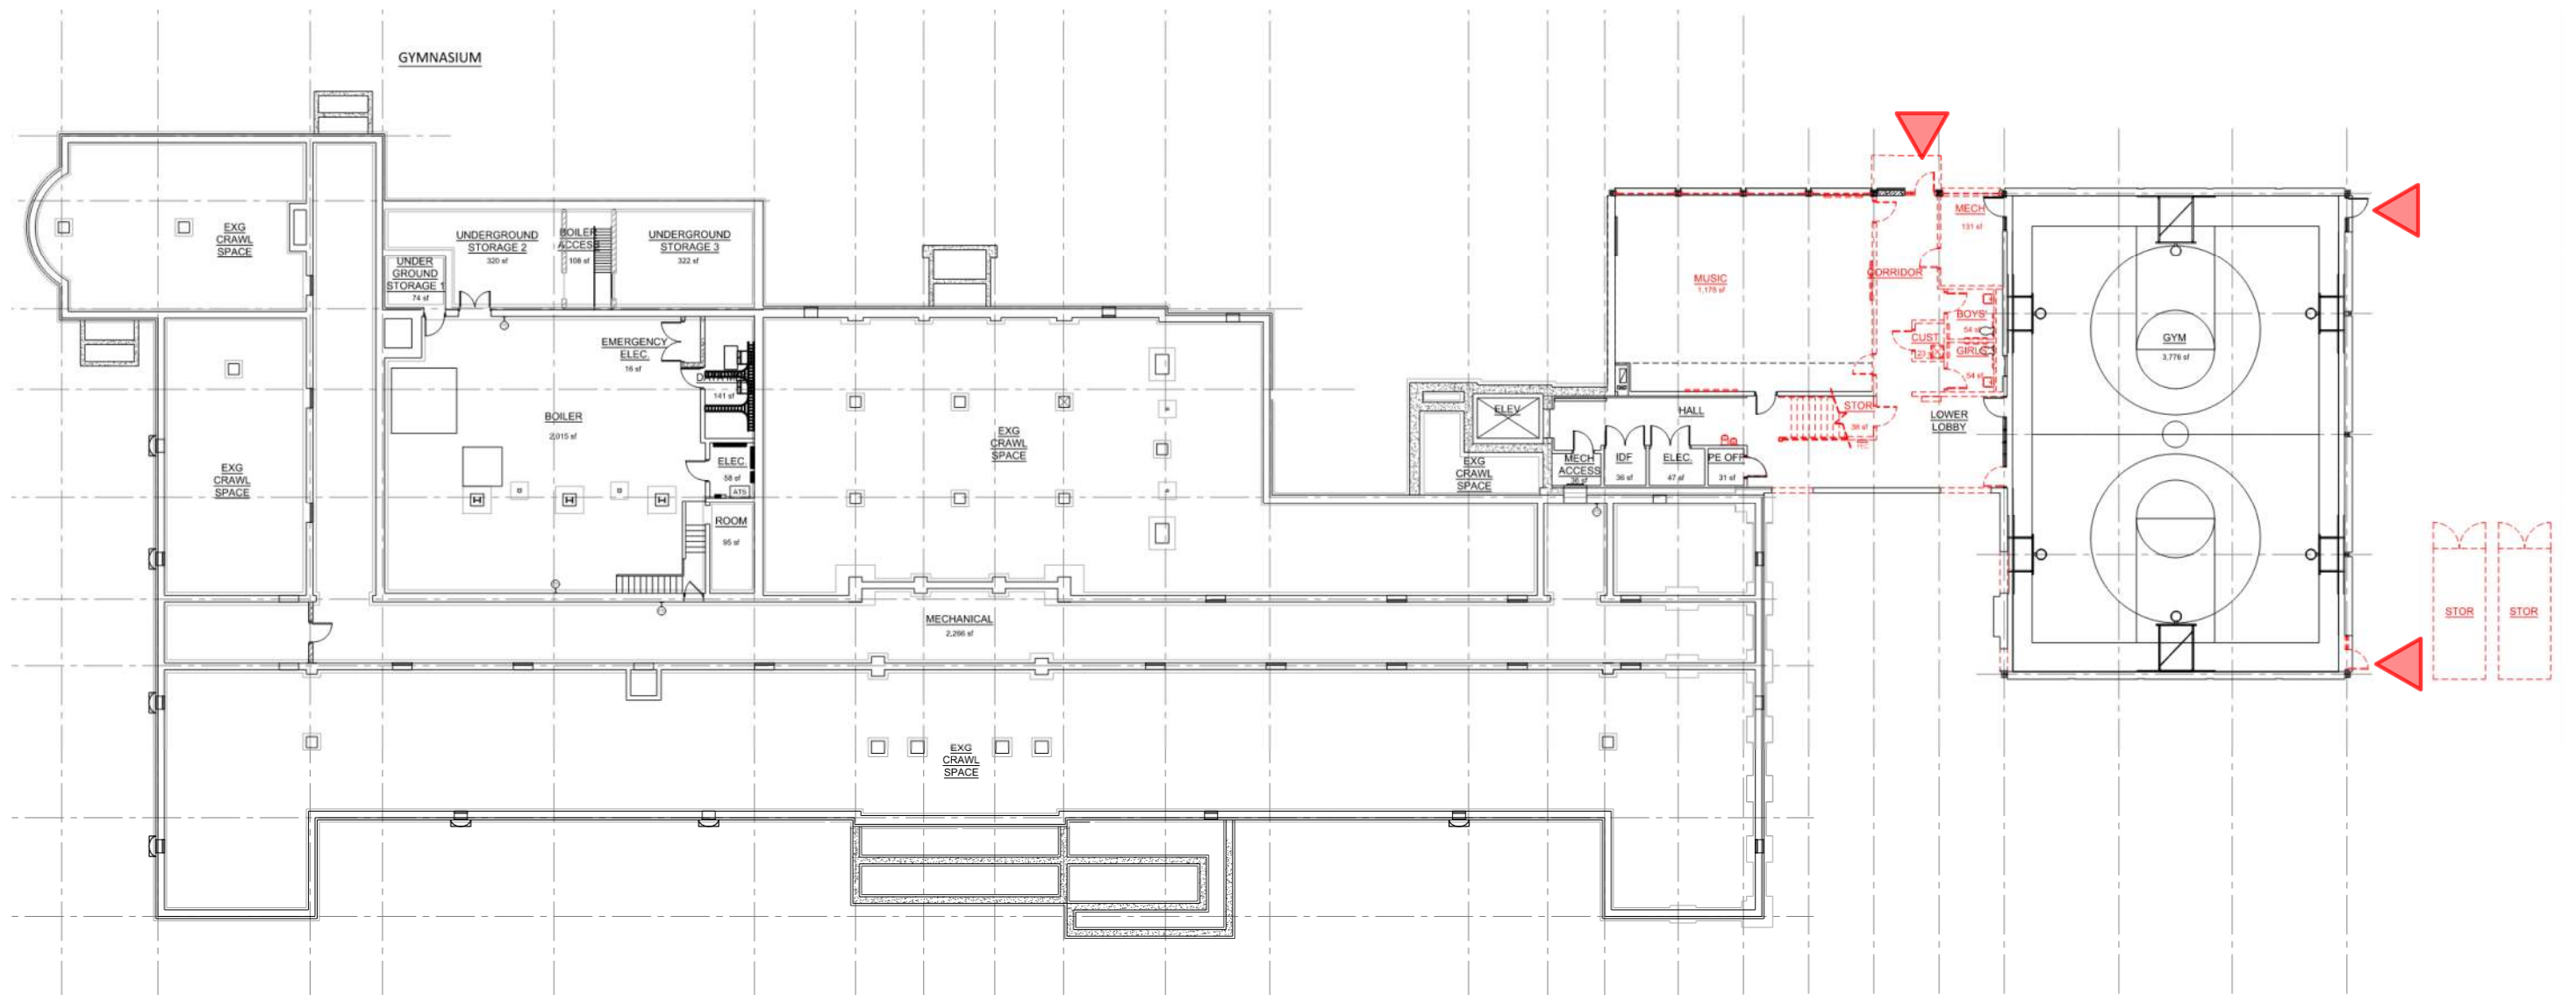 GYMNASIUM
EXG
CRAWL
SPACE
UNDERGROUND
STORAGE 2
320 sf
BOILER
ACCESS
108 sf
UNDERGROUND
STORAGE 3
322 sf
UNDER
GROUND
STORAGE 1
74 sf
EMERGENCY
ELEC.
16 sf
141 sf
BOILER
2,015 sf
ELEC.
58 sf
ATS
ROOM
95 sf
EXG
CRAWL
SPACE
EXG
CRAWL
SPACE
MECHANICAL
2,266 sf
EXG
CRAWL
SPACE
EXG
CRAWL
SPACE
ELEV
MECH
ACCESS
36 sf
IDF
36 sf
ELEC.
47 sf
PE OFF
31 sf
HALL
MUSIC
1,178 sf
CORRIDOR
MECH
131 sf
BOYS'
54 sf
CUST
GIRLS
54 sf
STOR
38 sf
LOWER
LOBBY
GYM
3,776 sf
STOR
STOR